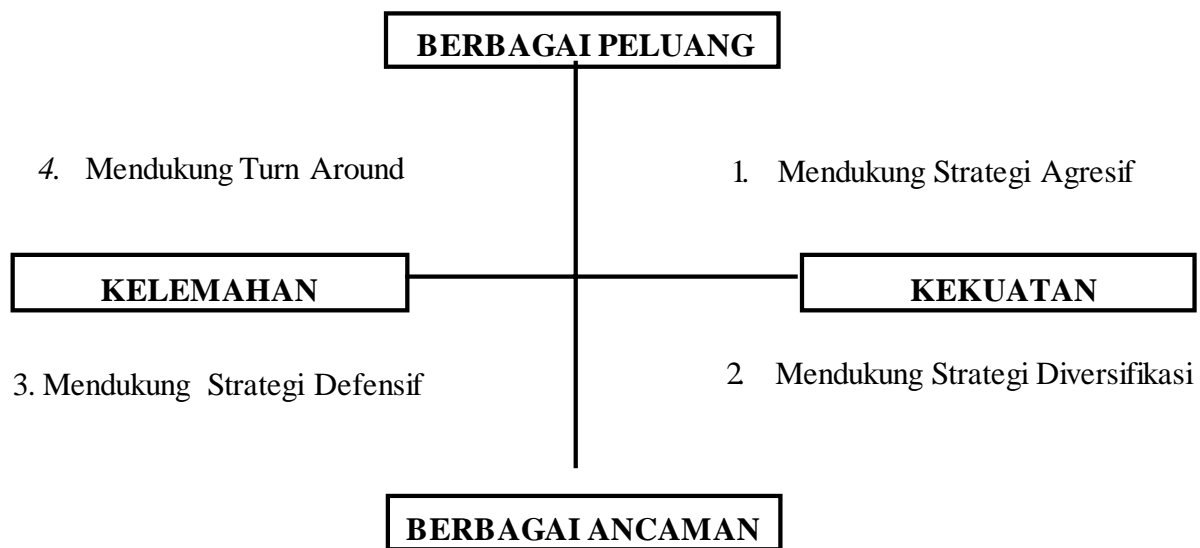 BERBAGAI PELUANG
4. Mendukung Turn Around
1. Mendukung Strategi Agresif
KELEMAHAN
KEKUATAN
3. Mendukung Strategi Defensif
2. Mendukung Strategi Diversifikasi
BERBAGAI ANCAMAN